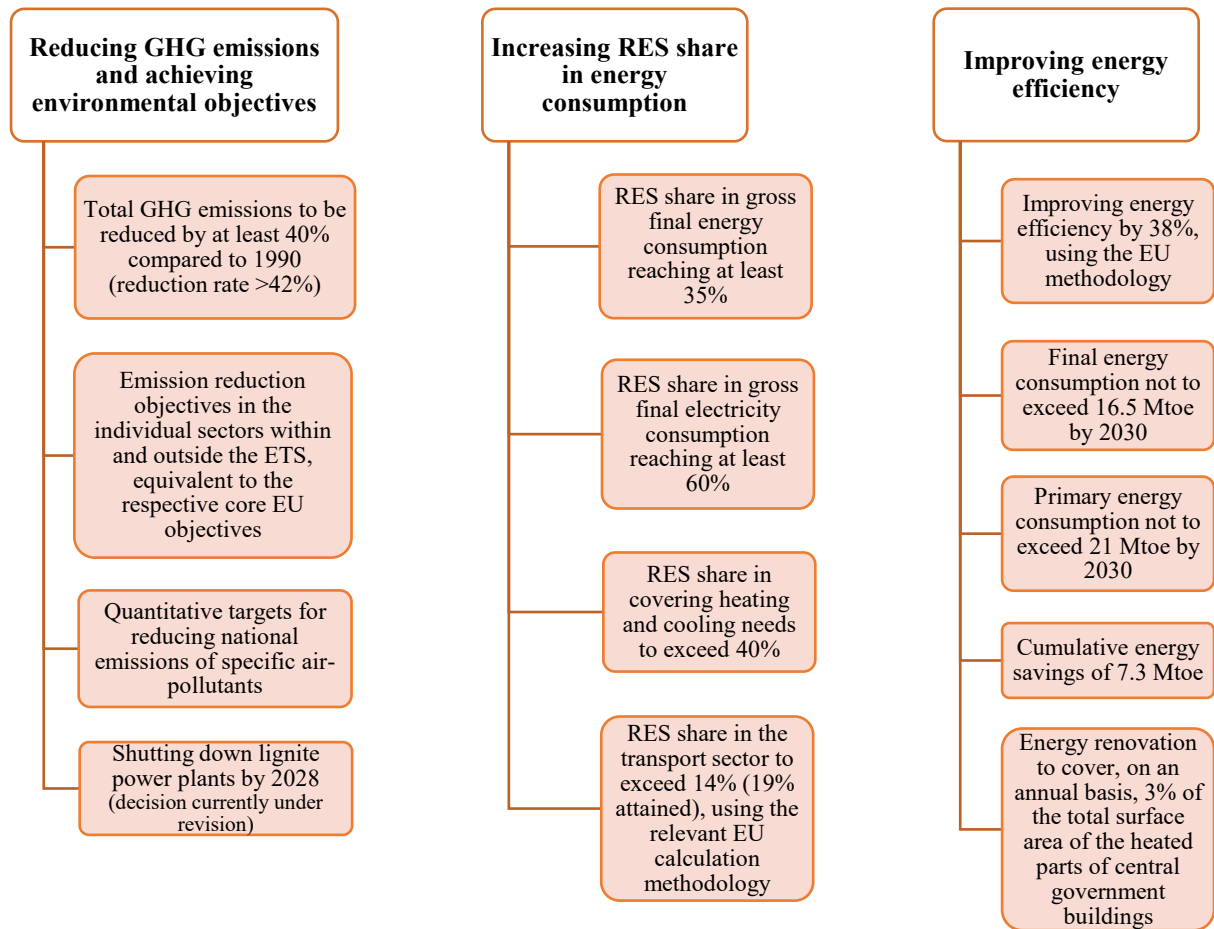 Reducing GHG emissions
and achieving
environmental objectives
Total GHG emissions to be
reduced by at least 40%
compared to 1990
(reduction rate >42%)
Emission reduction
objectives in the
individual sectors within
and outside the ETS,
equivalent to the
respective core EU
objectives
Quantitative targets for
reducing national
emissions of specific air-
pollutants
Shutting down lignite
power plants by 2028
(decision currently under
revision)
Increasing RES share
in energy
consumption
RES share in gross
final energy
consumption
reaching at least
35%
RES share in gross
final electricity
consumption
reaching at least
60%
RES share in
covering heating
and cooling needs
to exceed 40%
RES share in the
transport sector to
exceed 14% (19%
attained), using the
relevant EU
calculation
methodology
Improving energy
efficiency
Improving energy
efficiency by 38%,
using the EU
methodology
Final energy
consumption not to
exceed 16.5 Mtoe
by 2030
Primary energy
consumption not to
exceed 21 Mtoe by
2030
Cumulative energy
savings of 7.3 Mtoe
Energy renovation
to cover, on an
annual basis, 3% of
the total surface
area of the heated
parts of central
government
buildings